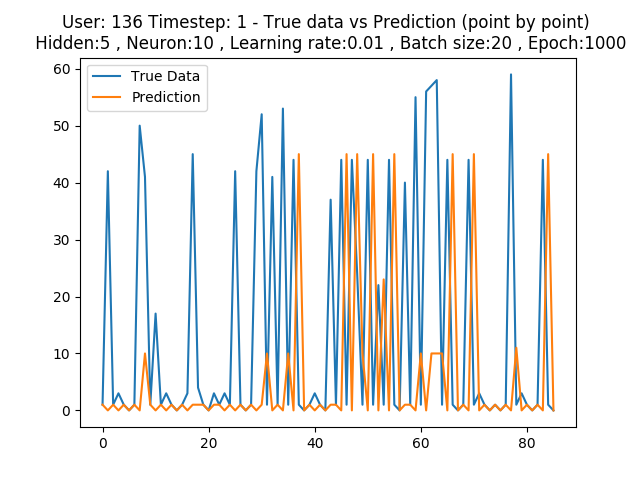 User: 136 Timestep: 1 - True data vs Prediction (point by point)
Hidden:5 , Neuron:10 , Learning rate:0.01 , Batch size:20 , Epoch:1000
True Data
Prediction
60
50
40
30
20
10
0
0 20 40 60 80